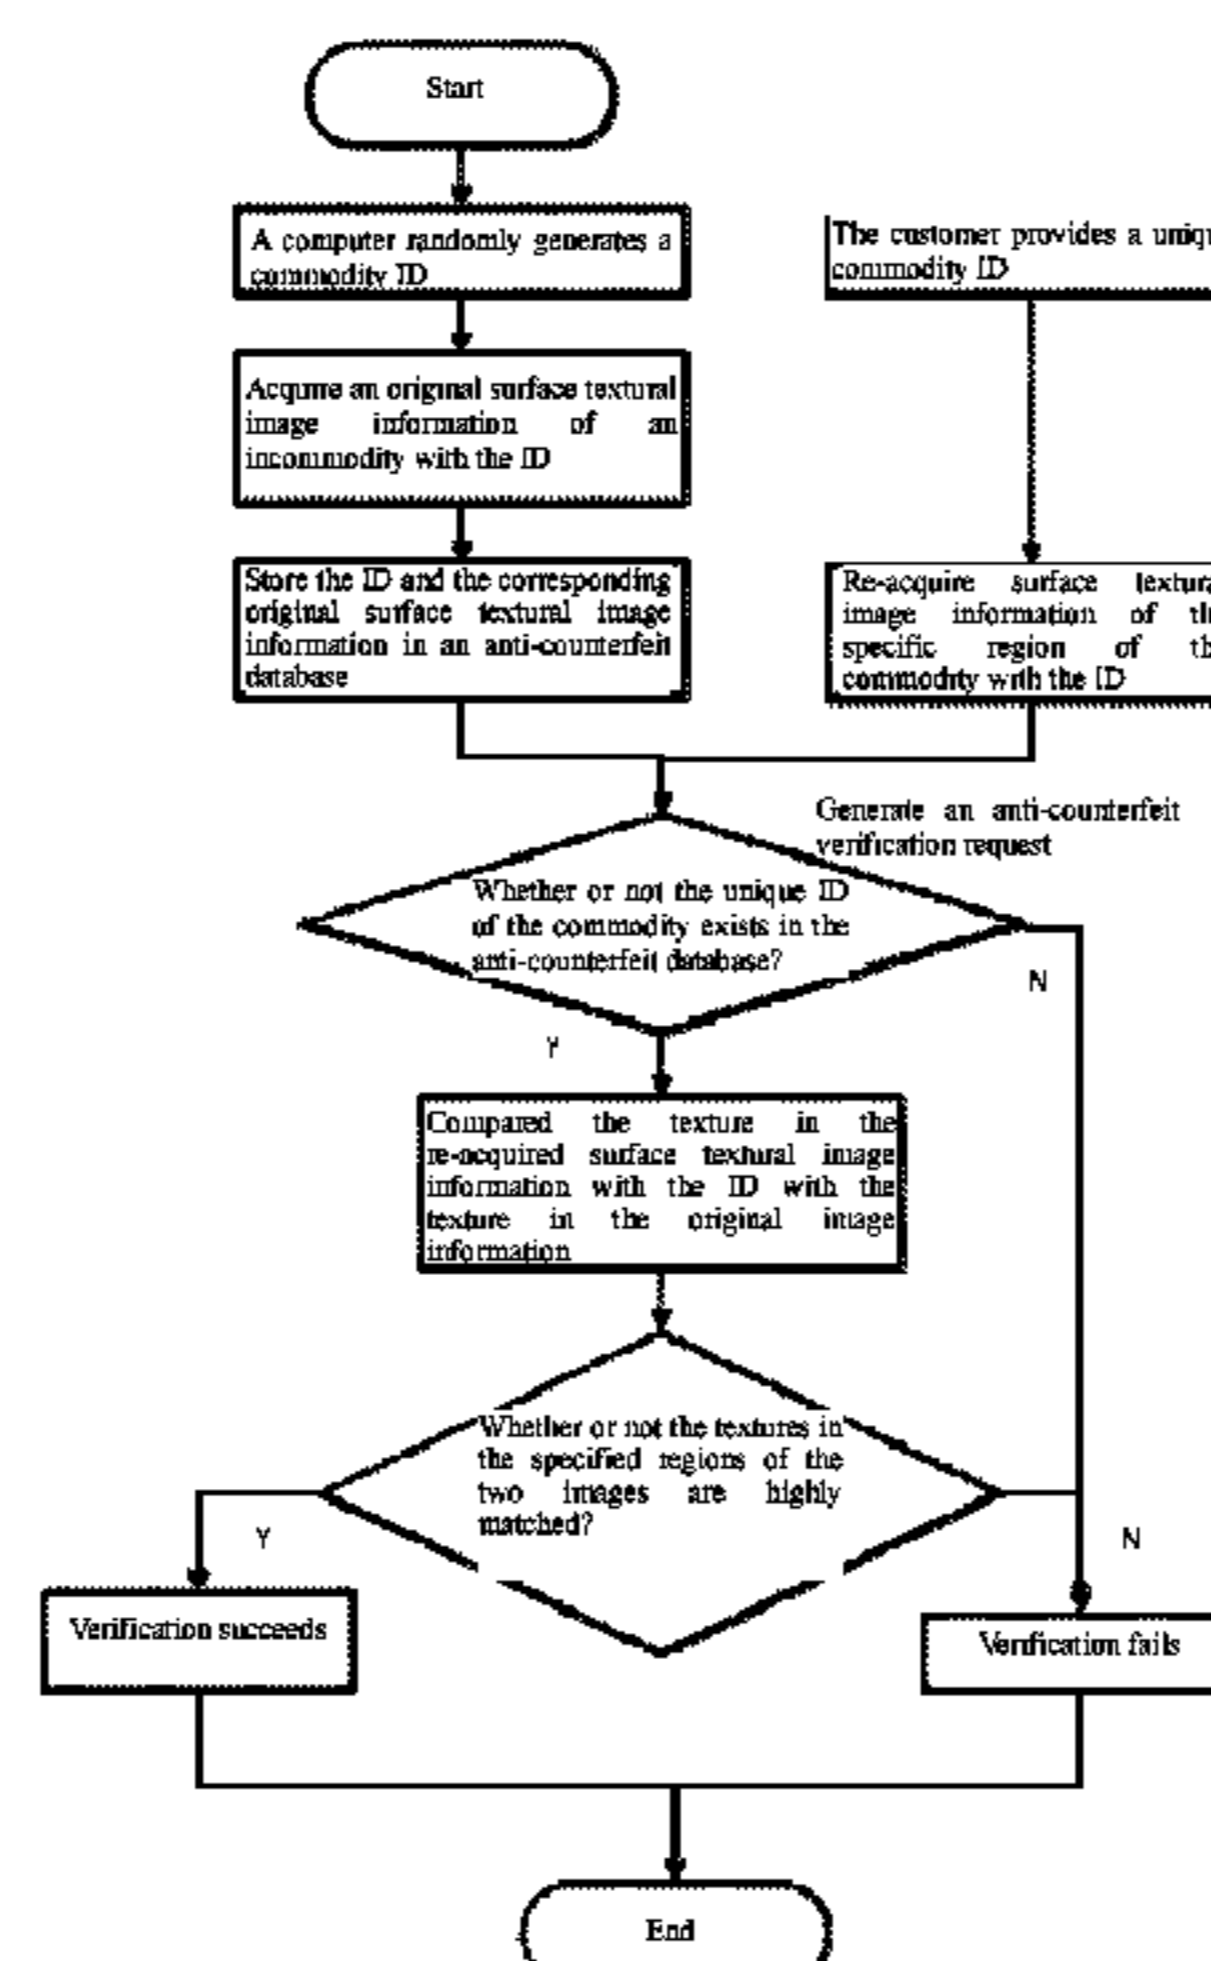 Start
A computer randomly generates a
commodity ID
The customer provides a uniqu
commodity ID
Acquire an original surface textural
image information of an
incommodity with the ID
Store the ID and the corresponding
original surface textural image
information in an anti-counterfeit
database
Re-acquire surface textura
image information of th
specific region of th
commodity with the ID
Generate an anti-counterfeit
verification request
Whether or not the unique ID
of the commodity exists in the
anti-counterfeit database?
N
Y
Compared the texture in the
re-acquired surface textural image
information with the ID with the
texture in the original image
information
Whether or not the textures in
the specified regions of the
two images are highly
matched?
Y
N
Verification succeeds
Verification fails
End